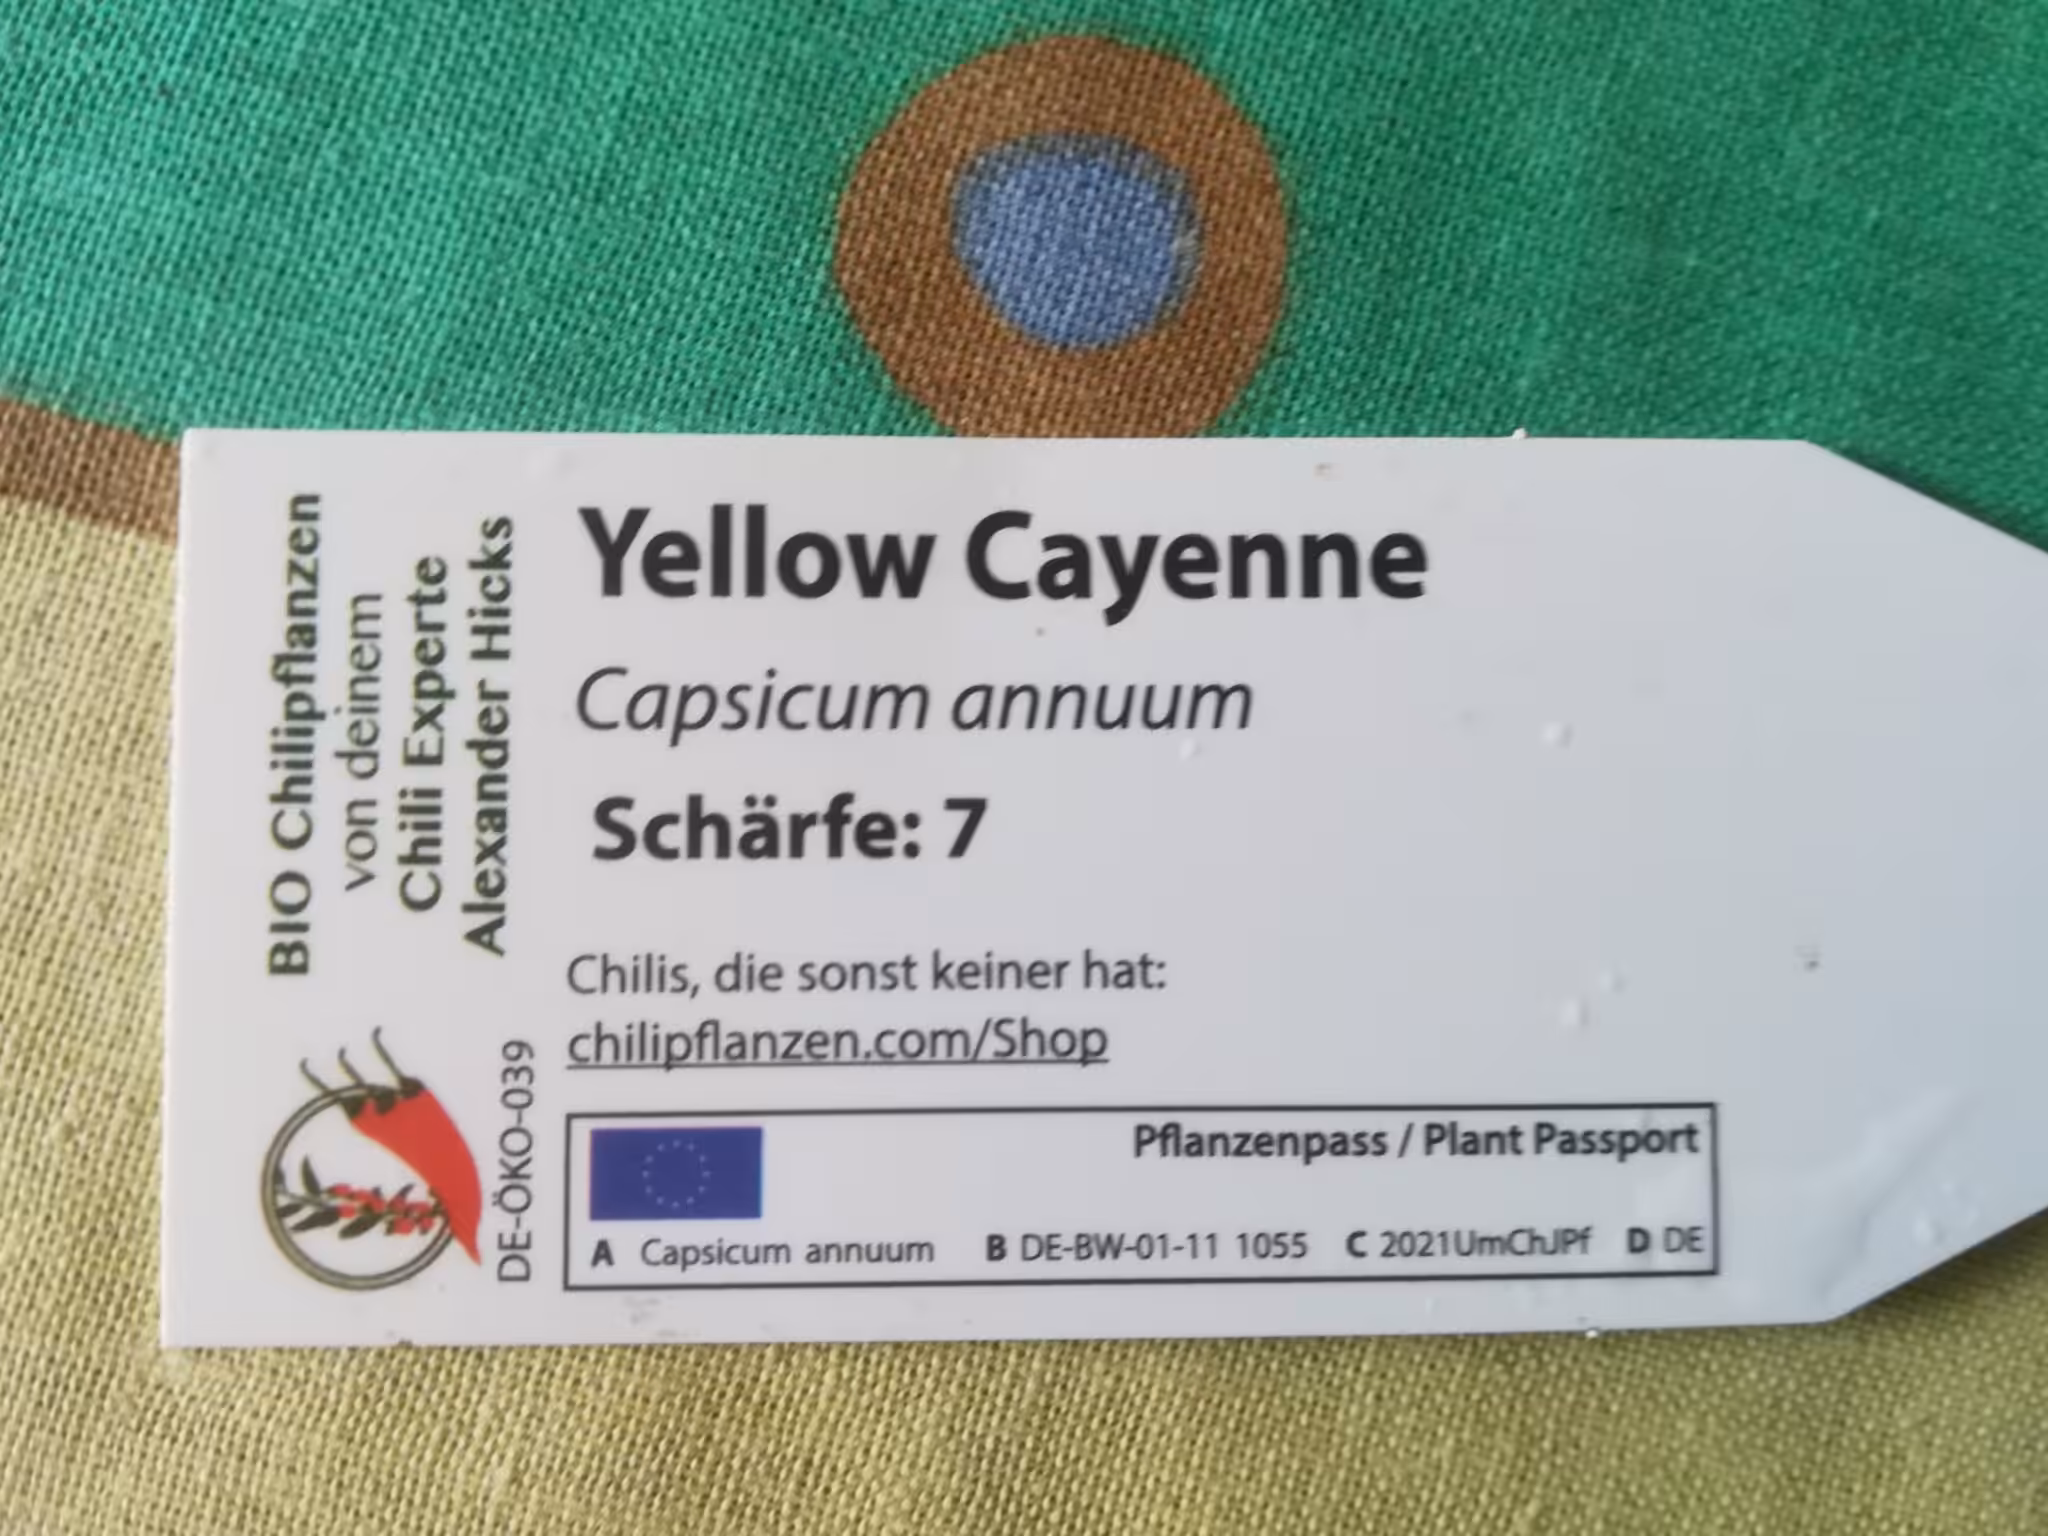 BIO Chilipflanzen
von deinem
Chili Experte
Alexander Hicks
DE-ÖKO-039
Yellow Cayenne
Capsicum annuum
Schärfe: 7
Chilis, die sonst keiner hat:
chilipflanzen.com/Shop
Pflanzenpass / Plant Passport
A Capsicum annuum B DE-BW-01-11 1055 C 2021UmChJPf D DE